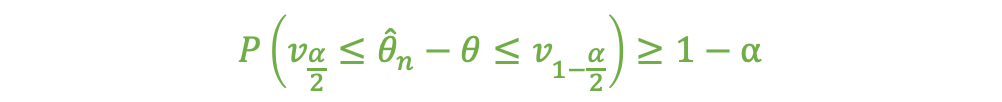 P(v_{α/2} ≤ θ̂_n − θ ≤ v_{1−α/2}) ≥ 1 − α